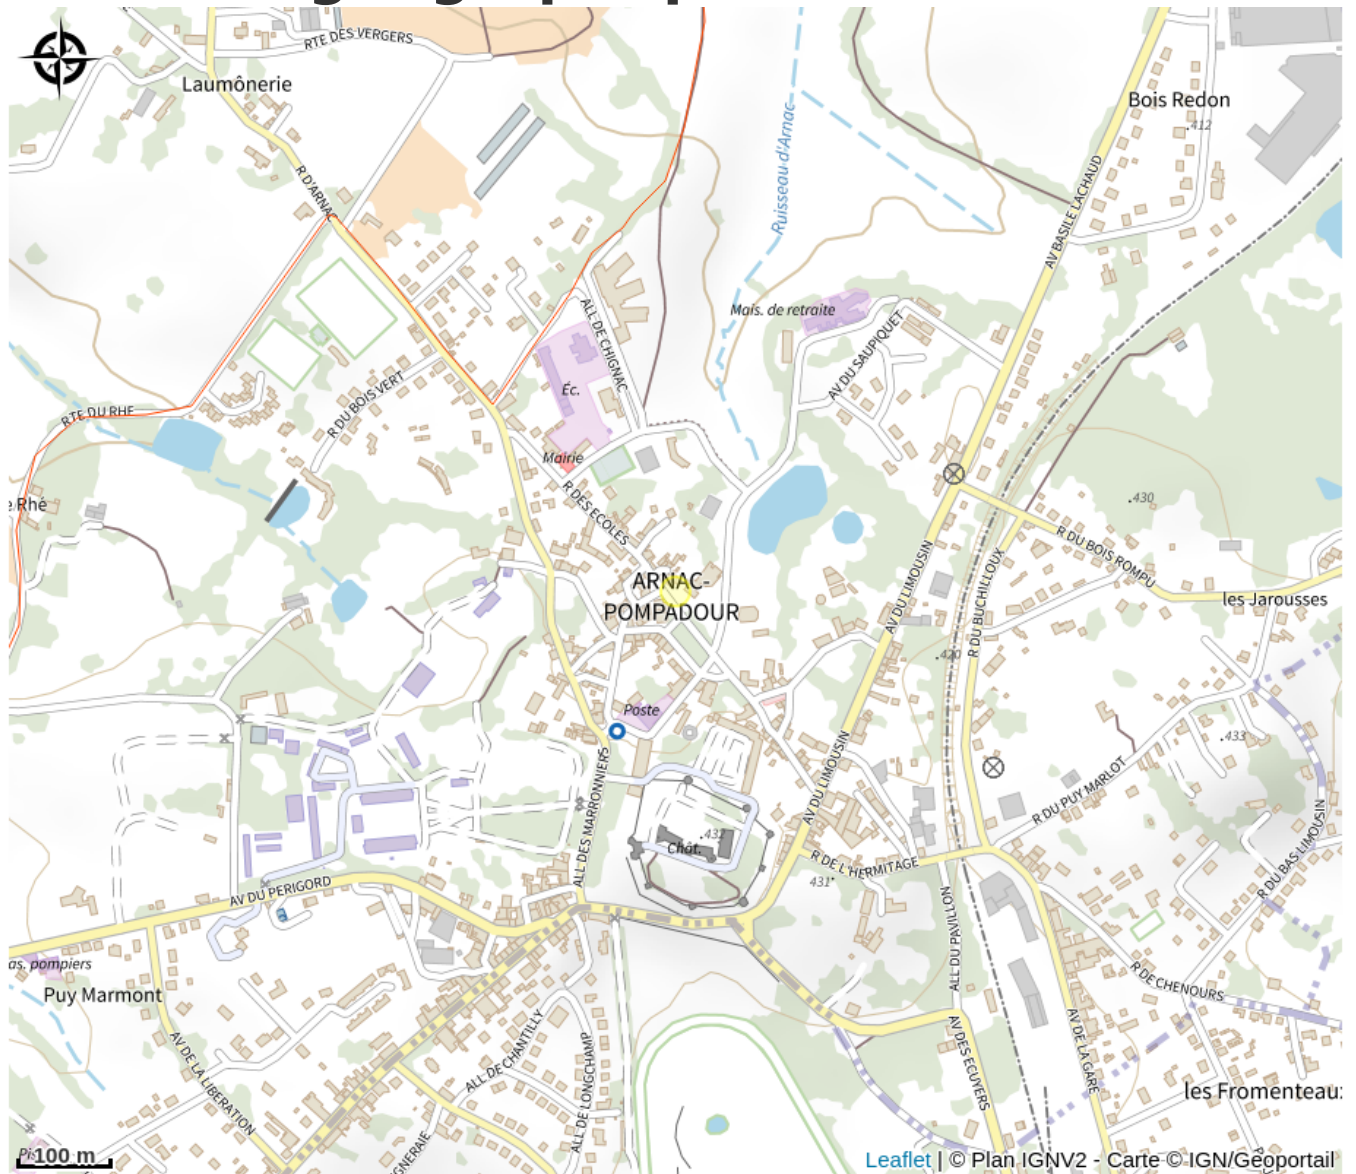 RTE DES VERGERS
Laumônerie
Bois Redon
412
R D'ARNAC
Ruisseau d'Arnac
AV BASILE LACHAUD
Mais. de retraite
ALL DE CHIGNAC
AV DU SAUPIQUET
Éc.
R DU BOIS VERT
RTE DU RHE
Mairie
R DES ECOLES
Rhé
430
R DU BOIS ROMPU
ARNAC-
POMPADOUR
AV DU LIMOUSIN
R DU BUCHILLOUX
les Jarousses
420
Poste
433
ALL DES MARRONNIERS
AV DU LIMOUSIN
R DU PUY MARLOT
432
Chât.
R DE L'HERMITAGE
431
R DU BAS LIMOUSIN
AV DU PERIGORD
ALL DU PAVILLON
as. pompiers
Puy Marmont
R DE CHENOURS
AV DE LA LIBERATION
ALL DE CHANTILLY
ALL DE LONGCHAMP
AV DES ECUYERS
AV DE LA GARE
les Fromenteau
GNERAIE
100 m
Leaflet | © Plan IGNV2 - Carte © IGN/Geoportail